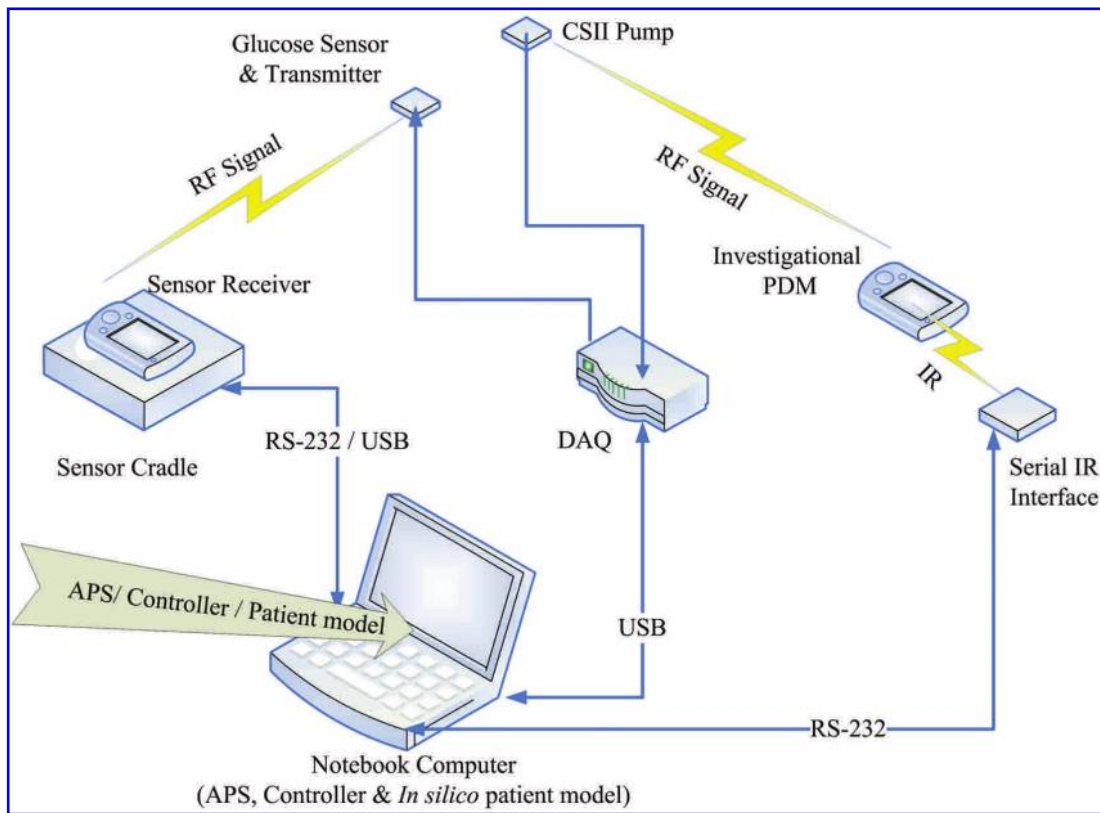 CSII Pump
Glucose Sensor
& Transmitter
RF Signal
RF Signal
Investigational
PDM
Sensor Receiver
IR
RS-232 / USB
DAQ
Sensor Cradle
Serial IR
Interface
APS/ Controller / Patient model
USB
RS-232
Notebook Computer
(APS, Controller & In silico patient model)